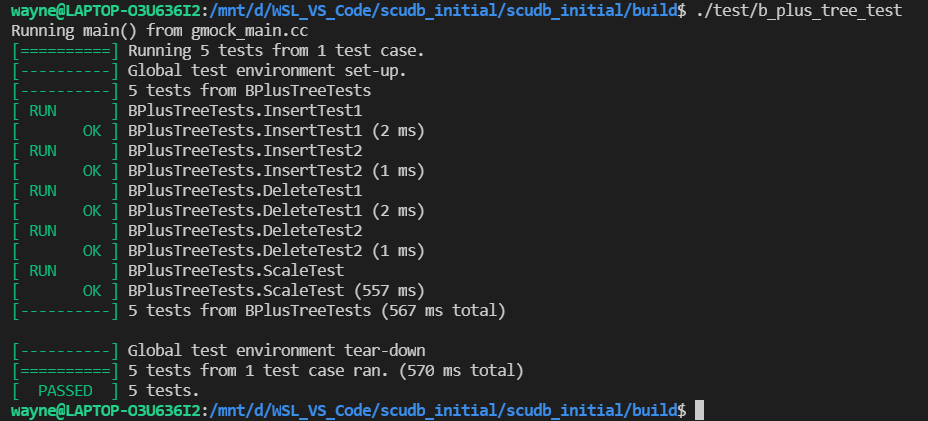 wayne@LAPTOP-O3U636I2:/mnt/d/WSL_VS_Code/scudb_initial/scudb_initial/build$ ./test/b_plus_tree_test
Running main() from gmock_main.cc
[==========] Running 5 tests from 1 test case.
[----------] Global test environment set-up.
[----------] 5 tests from BPlusTreeTests
[ RUN      ] BPlusTreeTests.InsertTest1
[       OK ] BPlusTreeTests.InsertTest1 (2 ms)
[ RUN      ] BPlusTreeTests.InsertTest2
[       OK ] BPlusTreeTests.InsertTest2 (1 ms)
[ RUN      ] BPlusTreeTests.DeleteTest1
[       OK ] BPlusTreeTests.DeleteTest1 (2 ms)
[ RUN      ] BPlusTreeTests.DeleteTest2
[       OK ] BPlusTreeTests.DeleteTest2 (1 ms)
[ RUN      ] BPlusTreeTests.ScaleTest
[       OK ] BPlusTreeTests.ScaleTest (557 ms)
[----------] 5 tests from BPlusTreeTests (567 ms total)

[----------] Global test environment tear-down
[==========] 5 tests from 1 test case ran. (570 ms total)
[  PASSED  ] 5 tests.
wayne@LAPTOP-O3U636I2:/mnt/d/WSL_VS_Code/scudb_initial/scudb_initial/build$